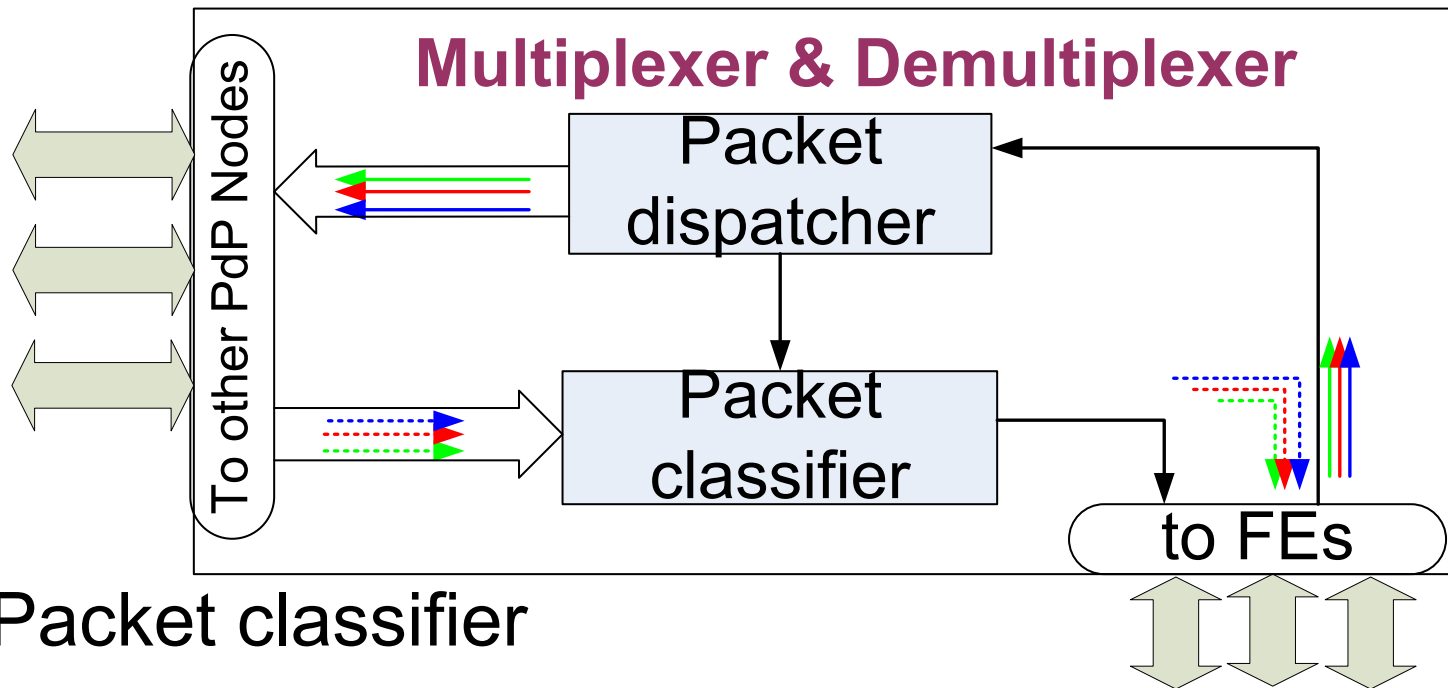 Multiplexer & Demultiplexer
To other PdP Nodes
Packet
dispatcher
Packet
classifier
to FEs
Packet classifier